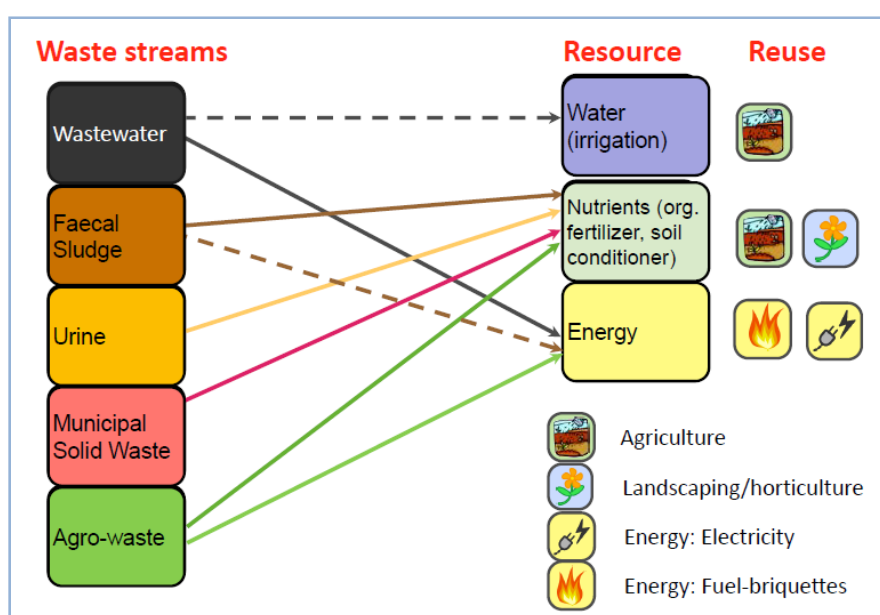 Waste streams
Resource
Reuse
Wastewater
Faecal
Sludge
Urine
Municipal
Solid Waste
Agro-waste
Water
(irrigation)
Nutrients (org.
fertilizer, soil
conditioner)
Energy
Agriculture
Landscaping/horticulture
Energy: Electricity
Energy: Fuel-briquettes